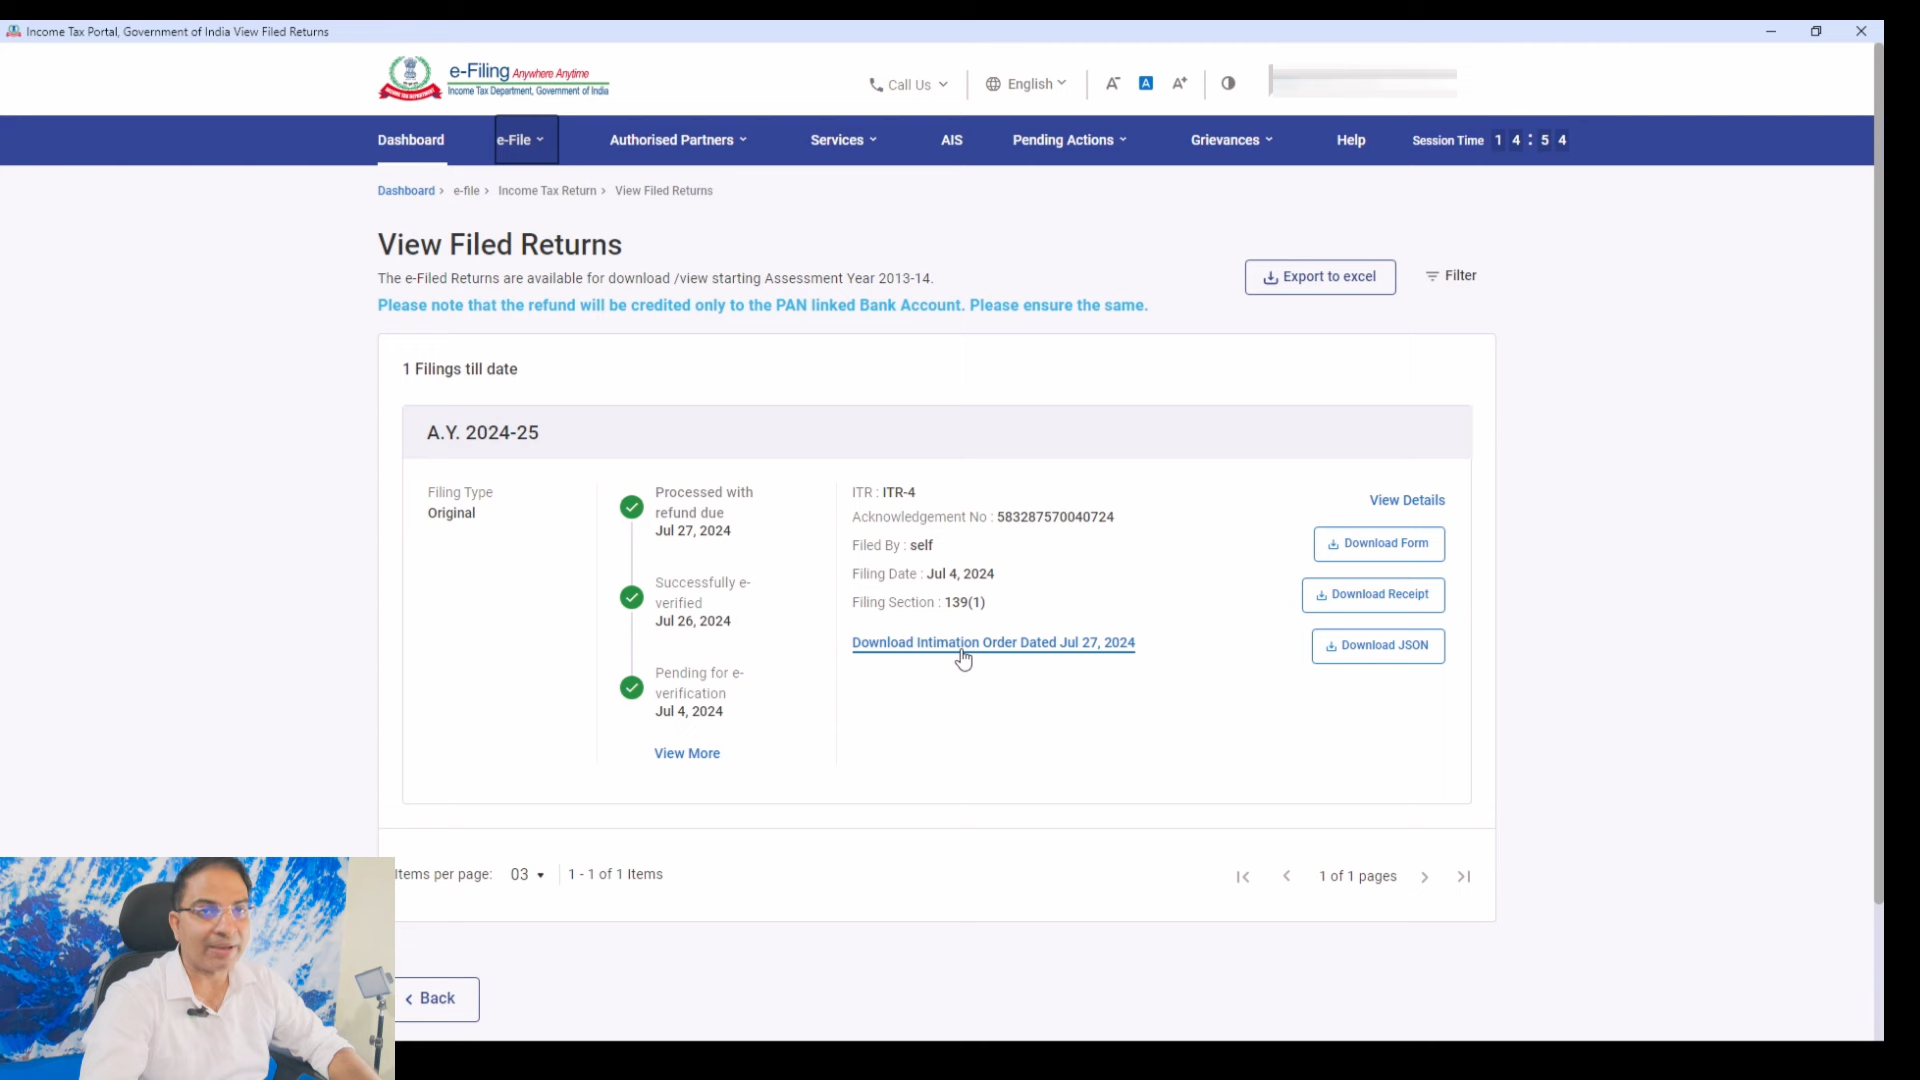 Income Tax Portal, Government of India View Filed Returns
e-Filing Anywhere Anytime
Income Tax Department, Government of India
Call Us
English
A-
A
A+
Dashboard
e-File
Authorised Partners
Services
AIS
Pending Actions
Grievances
Help
Session Time 1 4 : 5 4
Dashboard > e-file > Income Tax Return > View Filed Returns
View Filed Returns
The e-Filed Returns are available for download /view starting Assessment Year 2013-14.
Please note that the refund will be credited only to the PAN linked Bank Account. Please ensure the same.
Export to excel
Filter
1 Filings till date
A.Y. 2024-25
Filing Type
Original
Processed with
refund due
Jul 27, 2024
Successfully e-
verified
Jul 26, 2024
Pending for e-
verification
Jul 4, 2024
View More
ITR : ITR-4
Acknowledgement No : 583287570040724
Filed By : self
Filing Date : Jul 4, 2024
Filing Section : 139(1)
Download Intimation Order Dated Jul 27, 2024
View Details
Download Form
Download Receipt
Download JSON
Items per page: 03
1 - 1 of 1 Items
1 of 1 pages
< Back